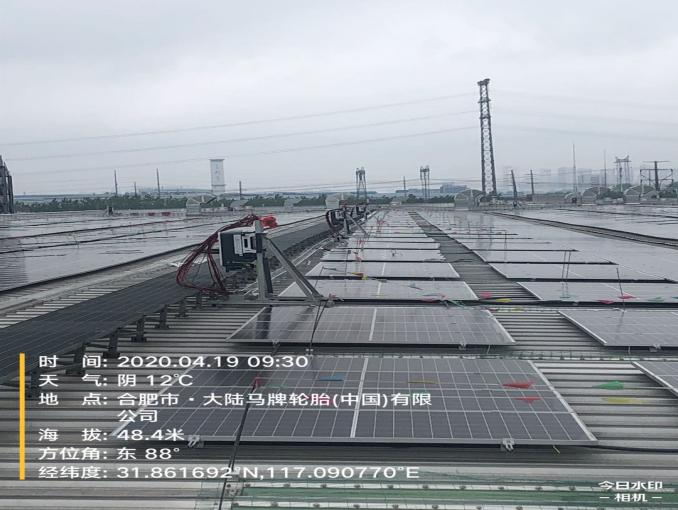 时 间: 2020.04.19 09:30
天 气: 阴 12℃
地 点: 合肥市·大陆马牌轮胎(中国)有限
公司
海 拔: 48.4米
方位角: 东 88°
经纬度: 31.861692°N,117.090770°E
今日水印
-相机-